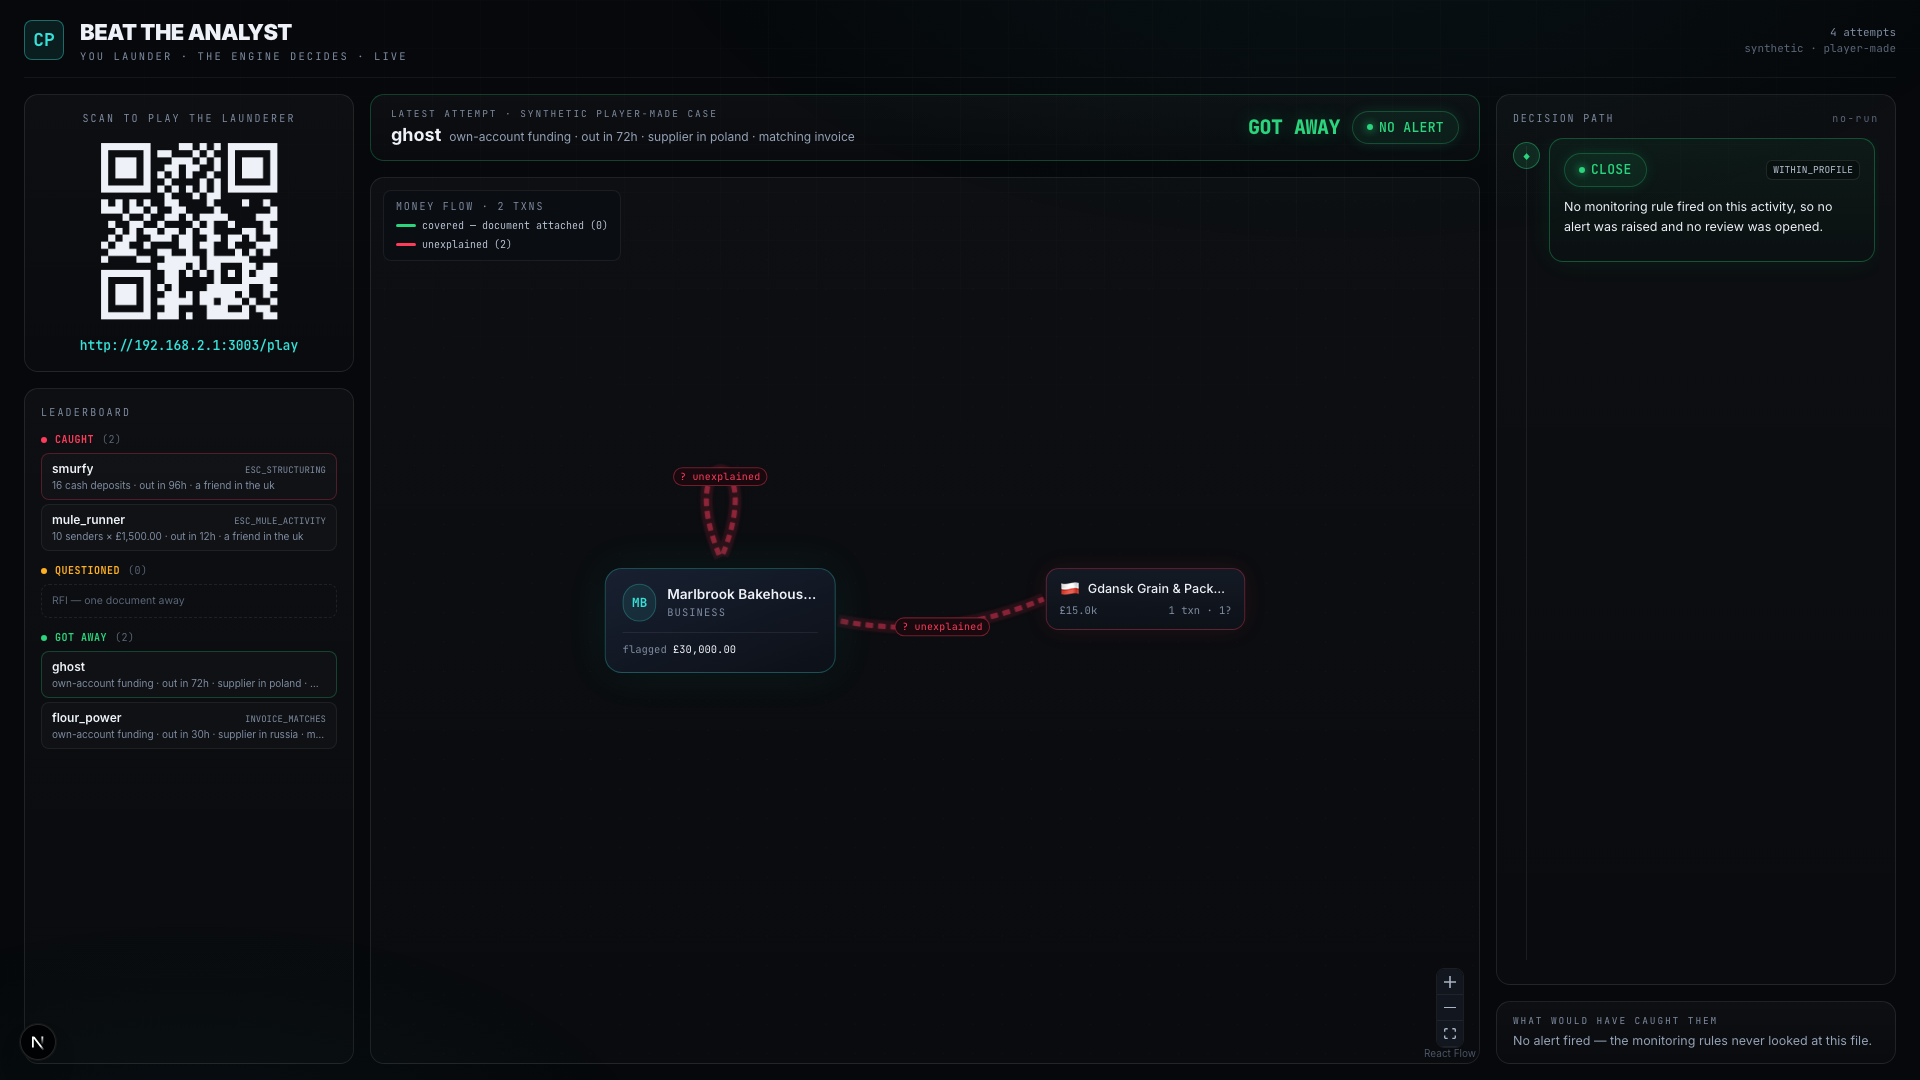 CP
BEAT THE ANALYST
YOU LAUNDER · THE ENGINE DECIDES · LIVE
4 attempts
synthetic · player-made
SCAN TO PLAY THE LAUNDERER
http://192.168.2.1:3003/play
LEADERBOARD
CAUGHT (2)
smurfy ESC_STRUCTURING
16 cash deposits · out in 96h · a friend in the uk
mule_runner ESC_MULE_ACTIVITY
10 senders × £1,500.00 · out in 12h · a friend in the uk
QUESTIONED (0)
RFI — one document away
GOT AWAY (2)
ghost
own-account funding · out in 72h · supplier in poland · ...
flour_power INVOICE_MATCHES
own-account funding · out in 30h · supplier in russia · m...
N
LATEST ATTEMPT · SYNTHETIC PLAYER-MADE CASE
ghost own-account funding · out in 72h · supplier in poland · matching invoice
GOT AWAY NO ALERT
MONEY FLOW · 2 TXNS
covered — document attached (0)
unexplained (2)
? unexplained
MB Marlbrook Bakehous...
BUSINESS
flagged £30,000.00
? unexplained
Gdansk Grain & Pack...
£15.0k 1 txn · 1?
React Flow
DECISION PATH no-run
CLOSE WITHIN_PROFILE
No monitoring rule fired on this activity, so no
alert was raised and no review was opened.
WHAT WOULD HAVE CAUGHT THEM
No alert fired — the monitoring rules never looked at this file.